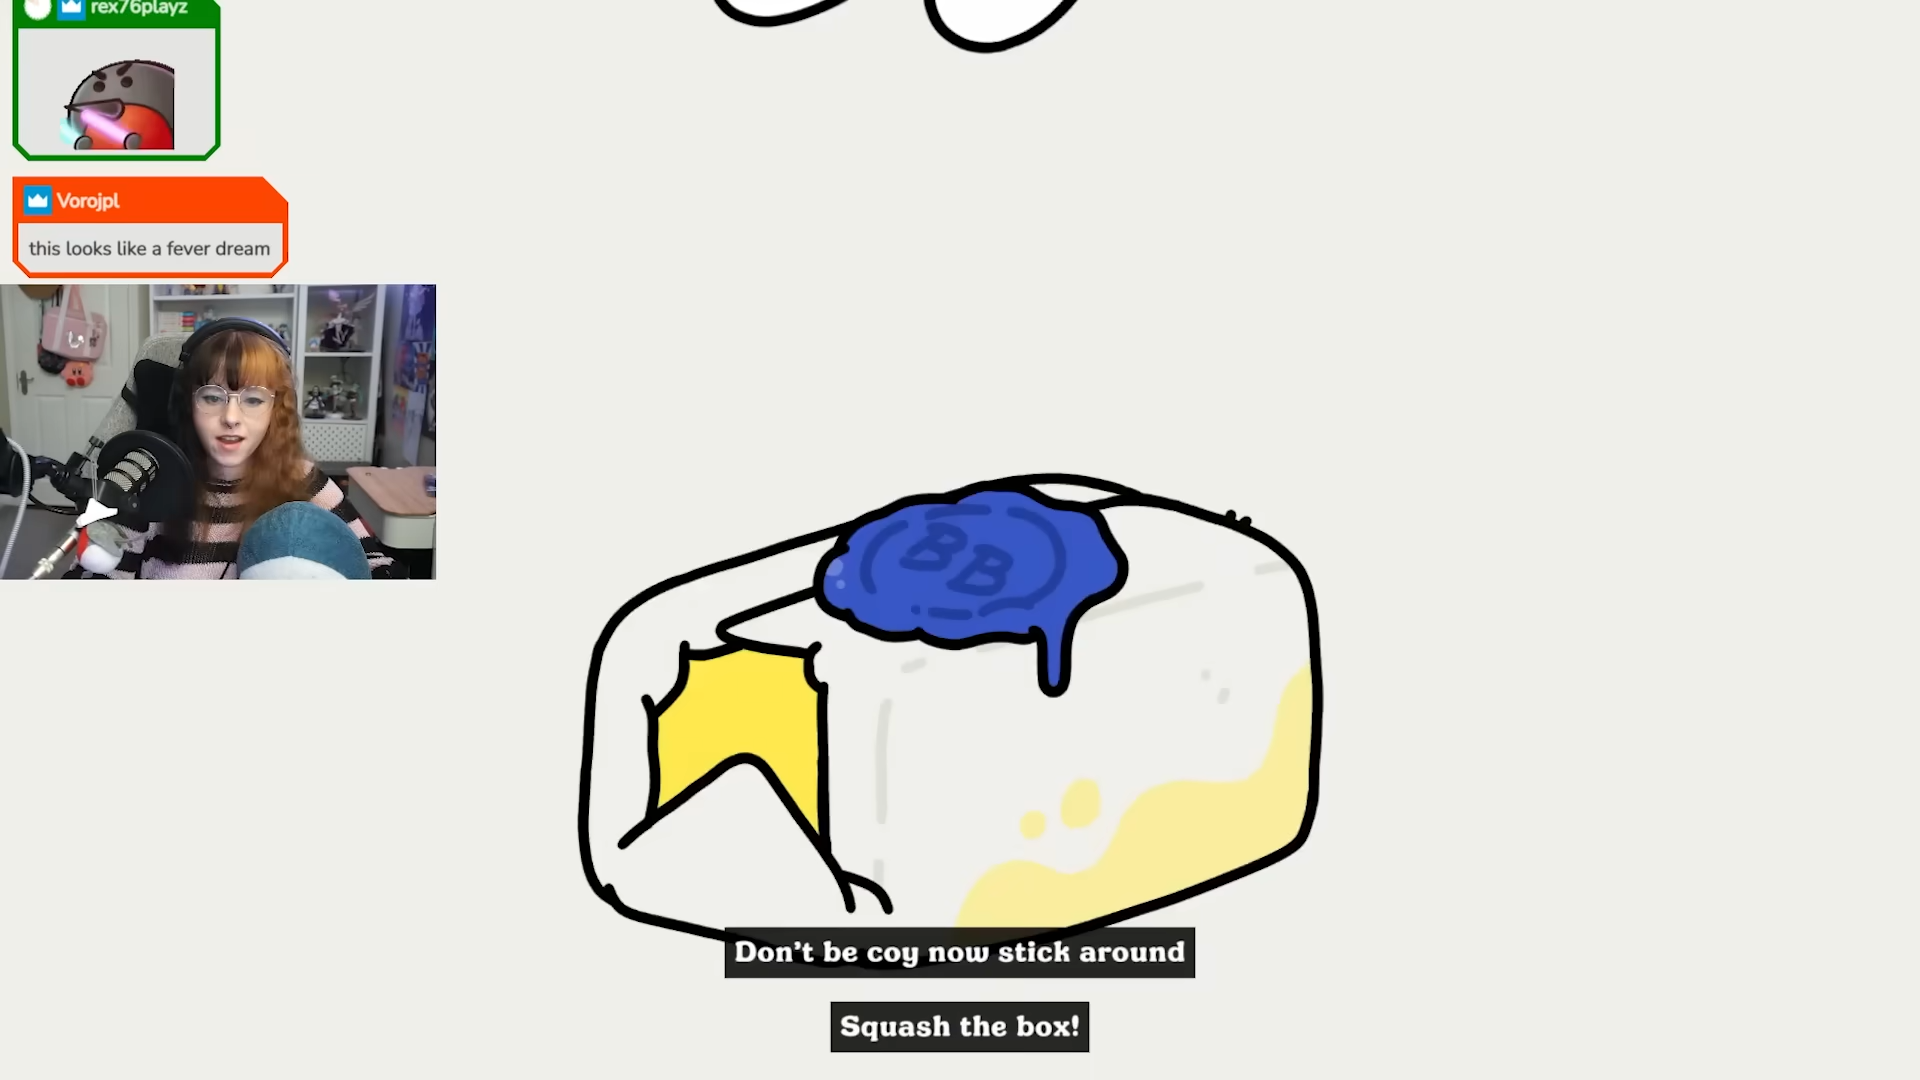 rex76playz
Vorojpl
this looks like a fever dream
BB
Don't be coy now stick around
Squash the box!